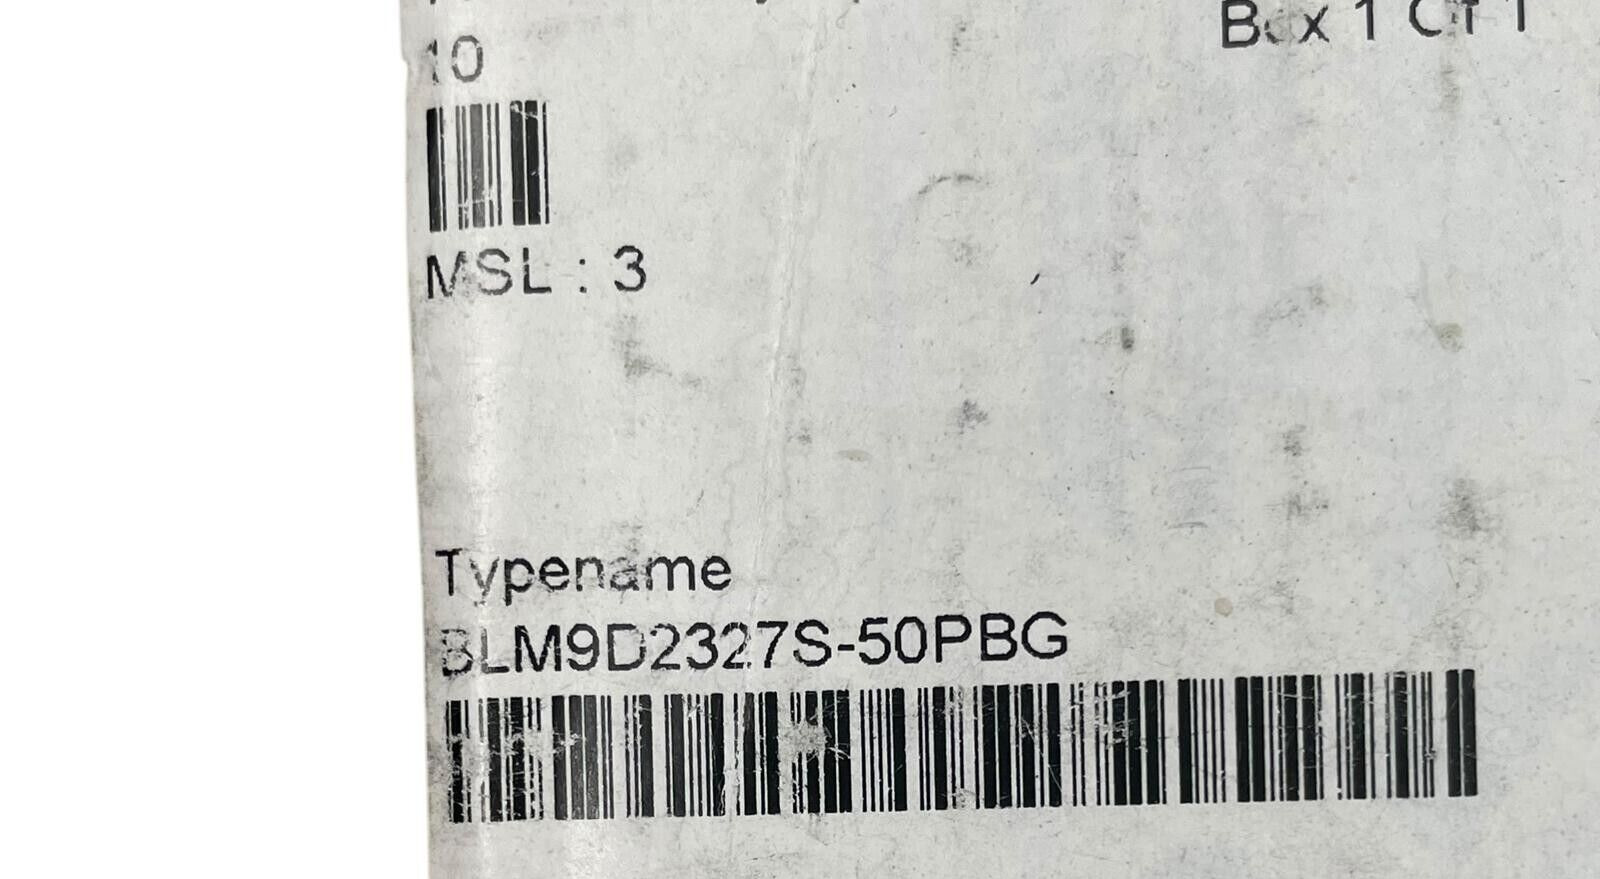 Box 1 Of 1
10
MSL : 3
Typename
BLM9D2327S-50PBG